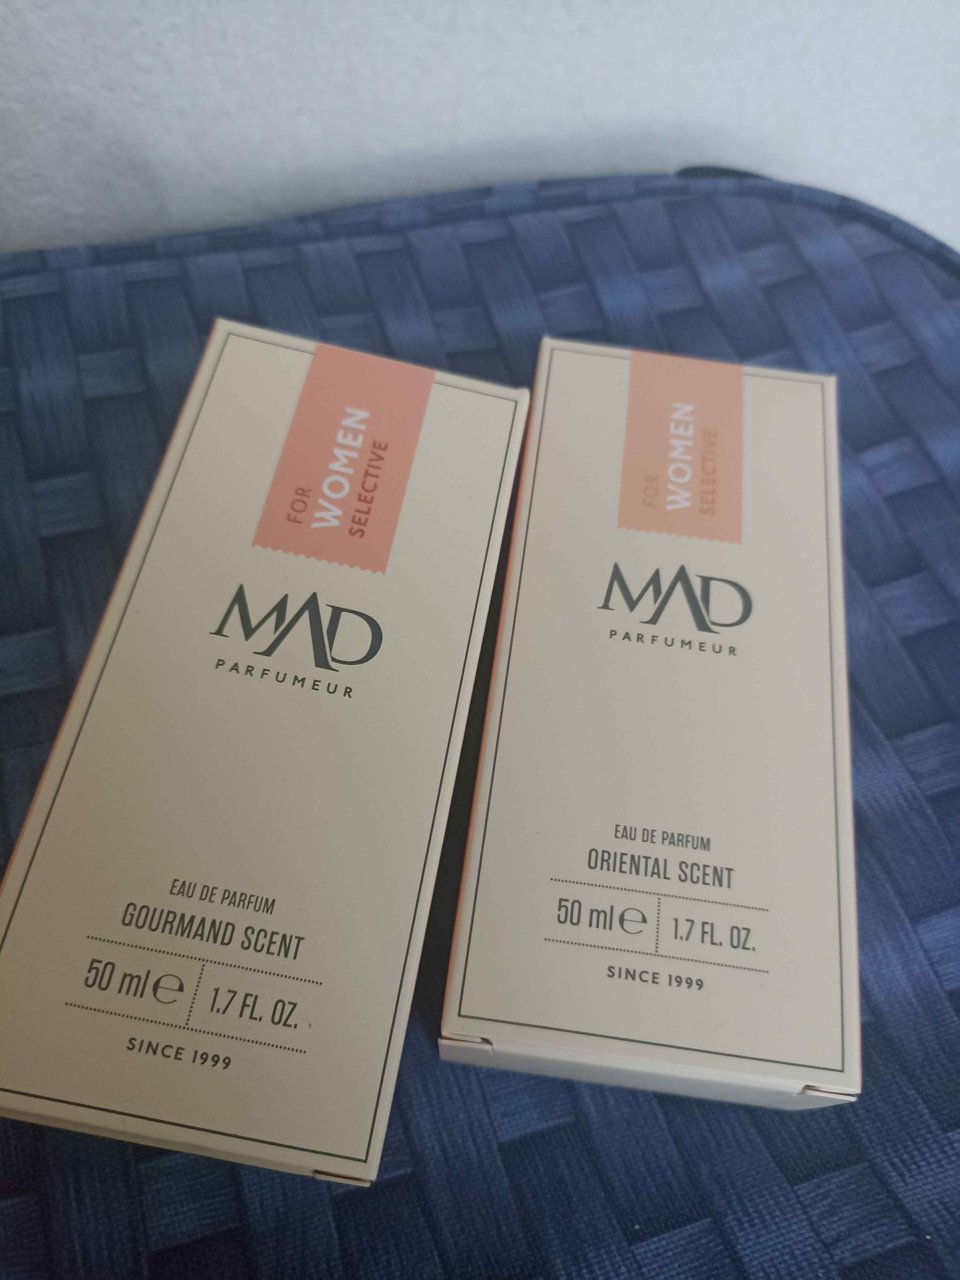 FOR
WOMEN
SELECTIVE
MAD
PARFUMEUR
EAU DE PARFUM
GOURMAND SCENT
50 ml ℮ 1.7 FL. OZ.
SINCE 1999
FOR
WOMEN
SELECTIVE
MAD
PARFUMEUR
EAU DE PARFUM
ORIENTAL SCENT
50 ml ℮ 1.7 FL. OZ.
SINCE 1999